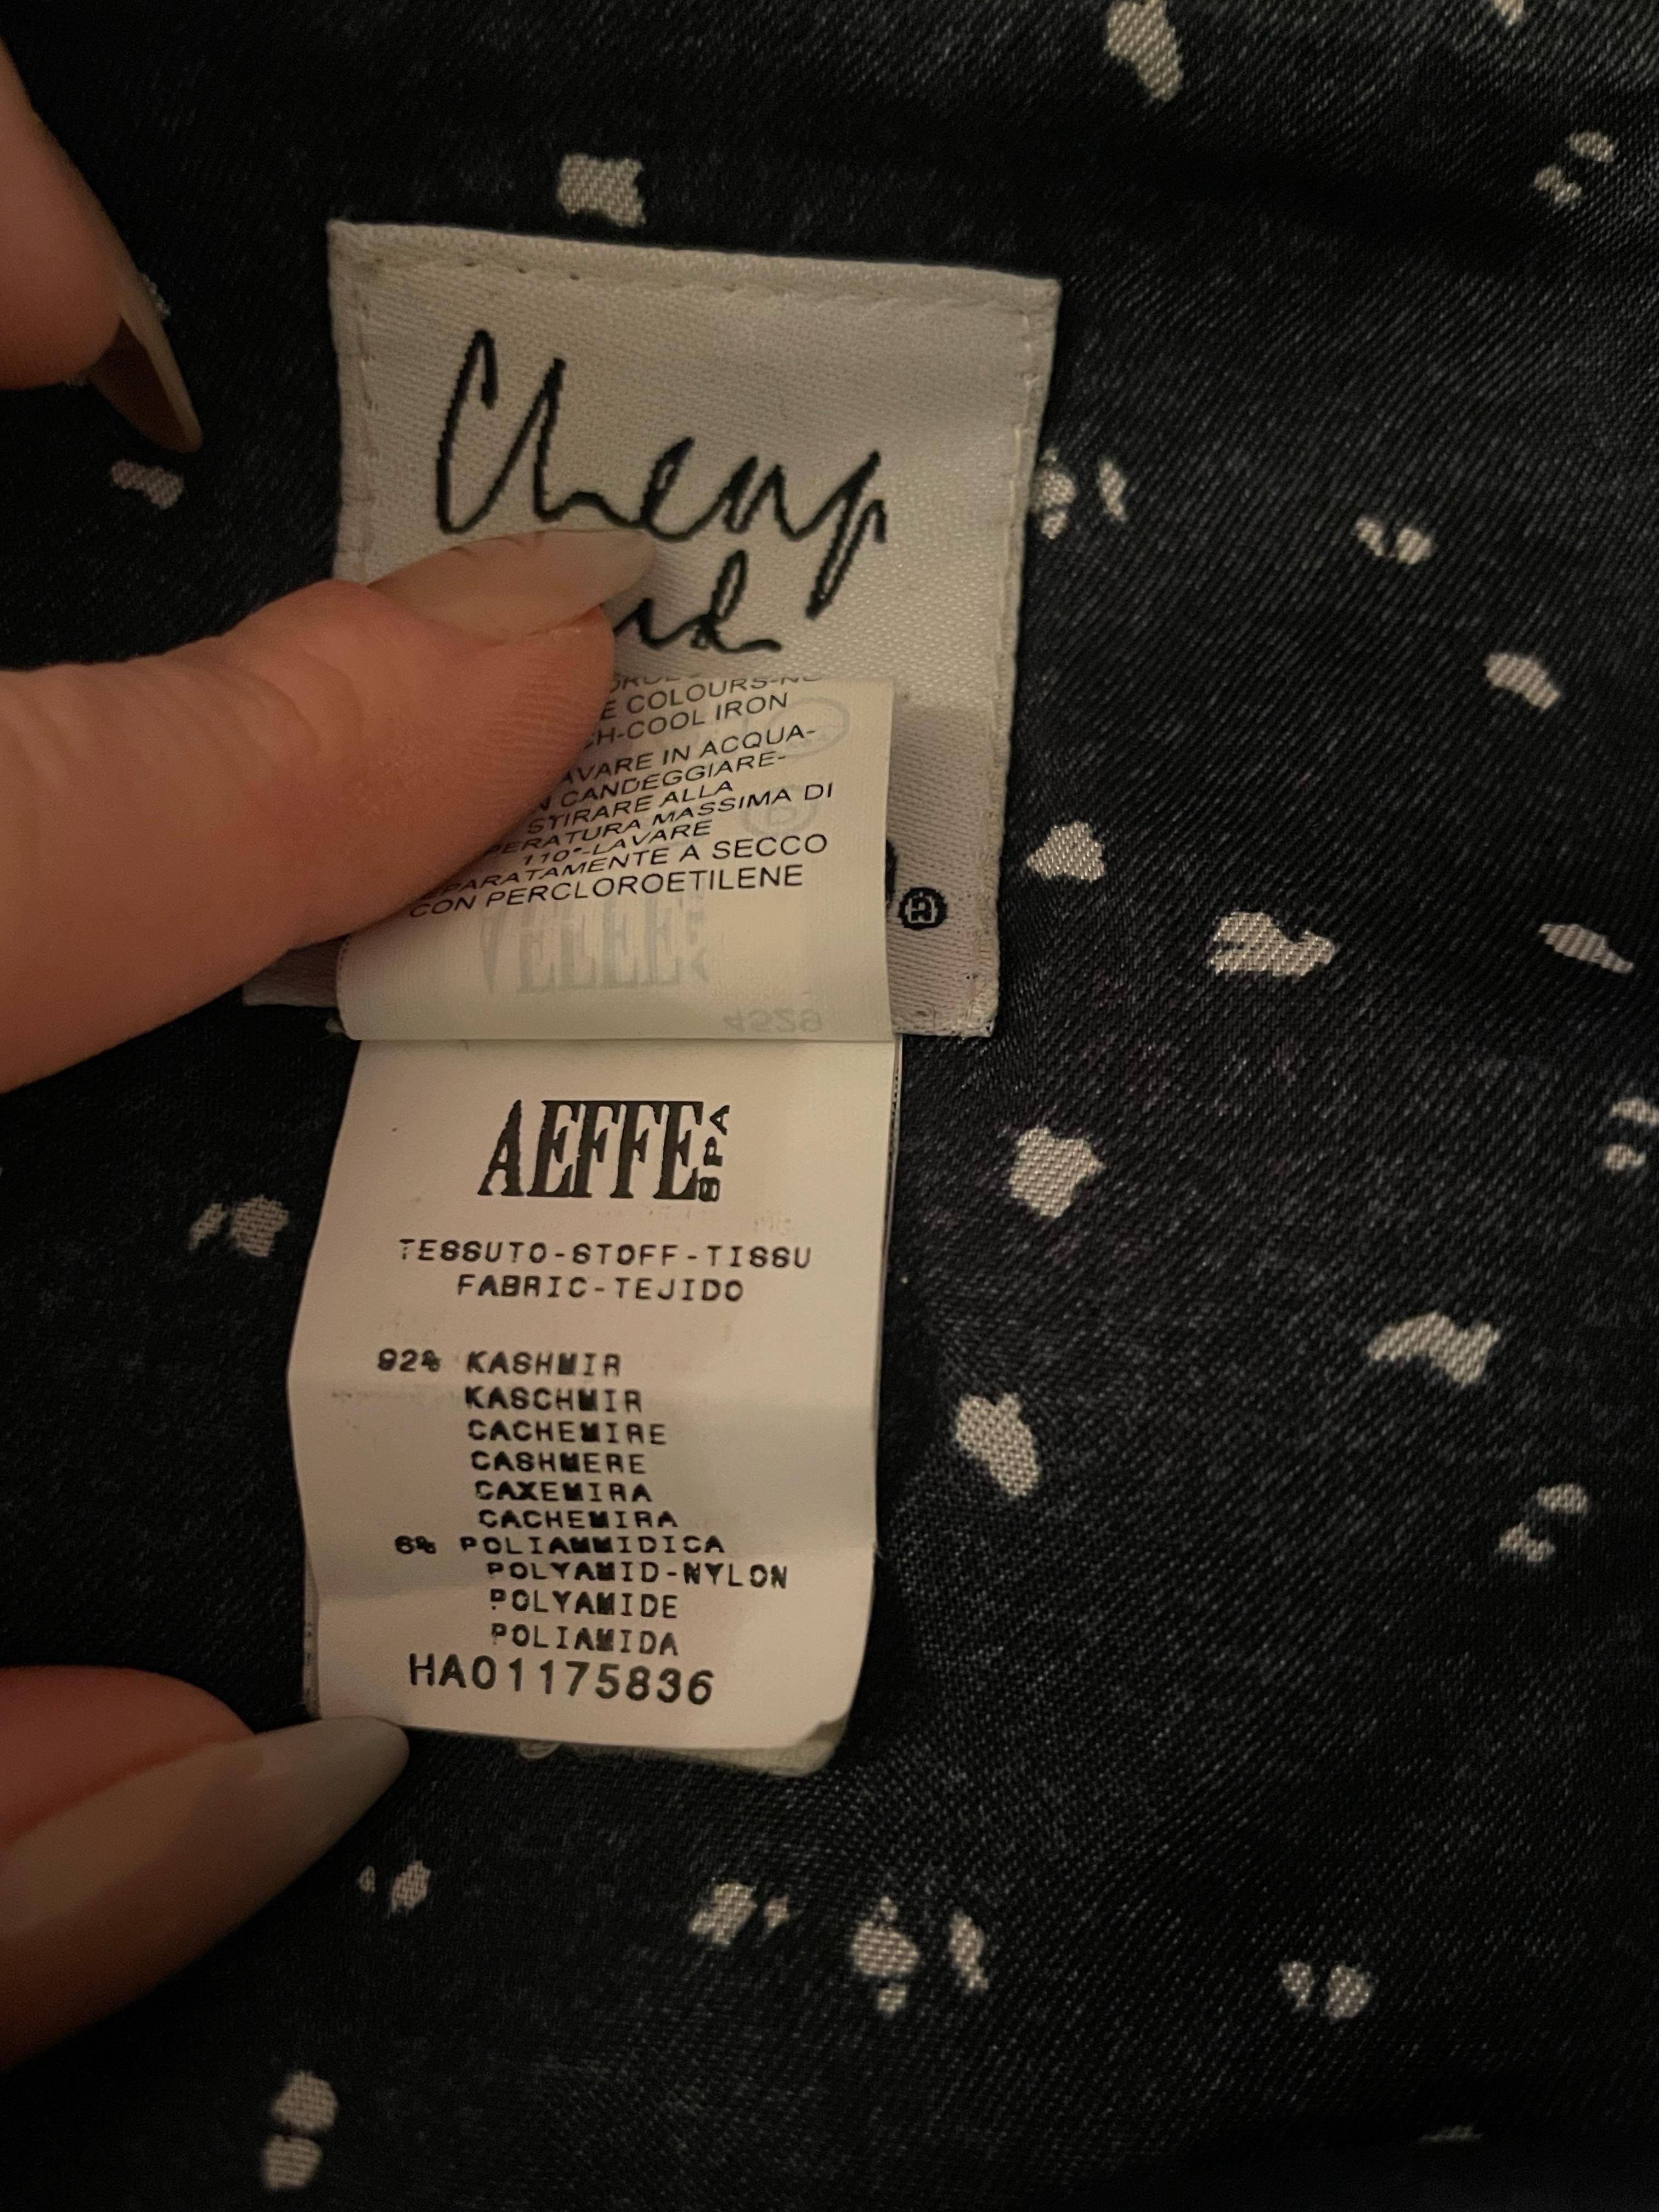 Cheap
COLOURS-
COOL IRON
LAVARE IN ACQUA-
CANDEGGIARE-
STIRARE ALLA
MASSIMA DI
110°-LAVARE
A SECCO
CON PERCLOROETILENE
4529
AEFFE SPA
TESSUTO-STOFF-TISSU
FABRIC-TEJIDO
92% KASHMIR
KASCHMIR
CACHEMIRE
CASHMERE
CAXEMIRA
CACHEMIRA
6% POLIAMMIDICA
POLYAMID-NYLON
POLYAMIDE
POLIAMIDA
HA01175836